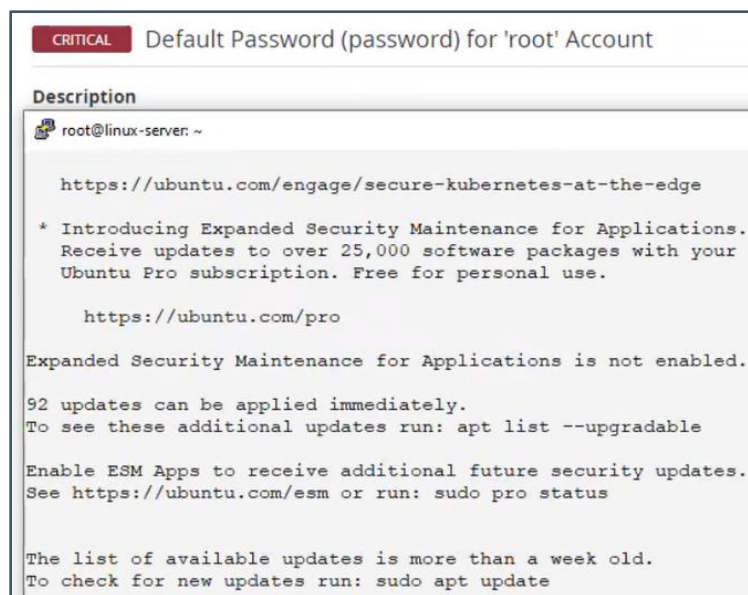 CRITICAL Default Password (password) for 'root' Account
Description
root@linux-server: ~
https://ubuntu.com/engage/secure-kubernetes-at-the-edge
* Introducing Expanded Security Maintenance for Applications.
Receive updates to over 25,000 software packages with your
Ubuntu Pro subscription. Free for personal use.
https://ubuntu.com/pro
Expanded Security Maintenance for Applications is not enabled.
92 updates can be applied immediately.
To see these additional updates run: apt list --upgradable
Enable ESM Apps to receive additional future security updates.
See https://ubuntu.com/esm or run: sudo pro status
The list of available updates is more than a week old.
To check for new updates run: sudo apt update